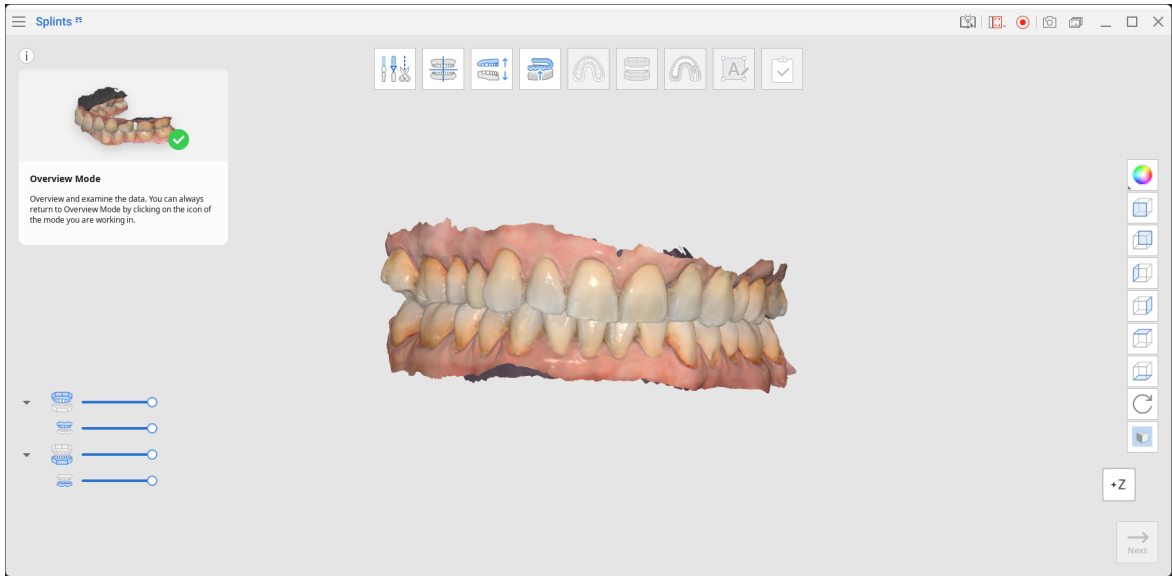 Splints
Overview Mode
Overview and examine the data. You can always
return to Overview Mode by clicking on the icon of
the mode you are working in.
A
+Z
Next